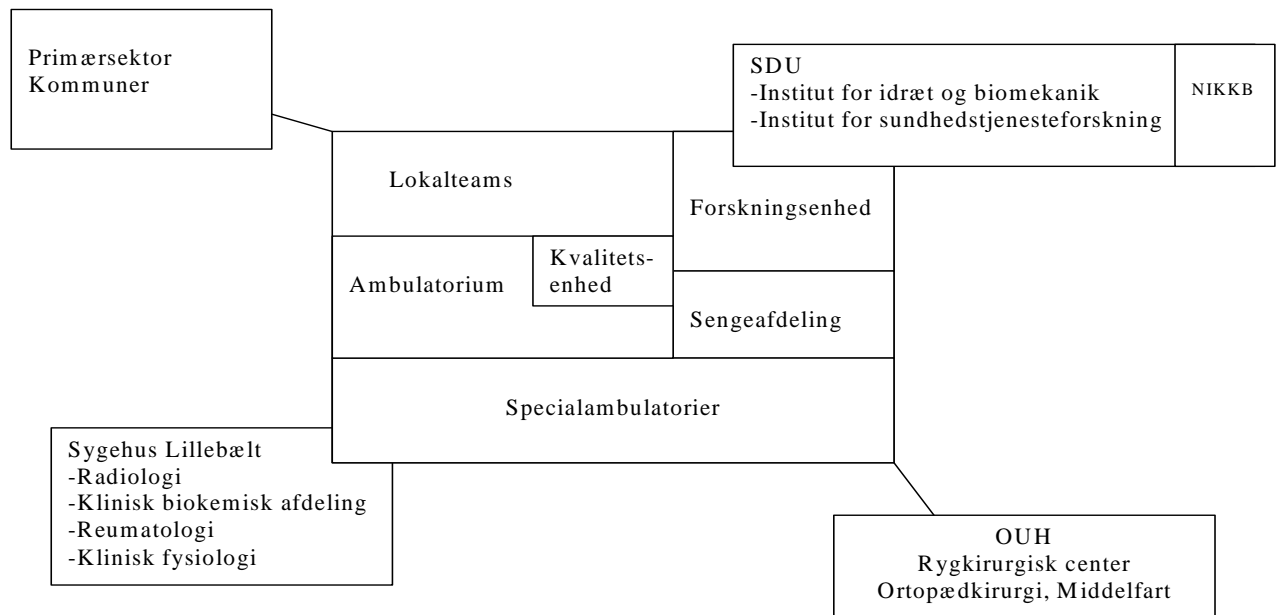 Primærsektor
Kommuner
SDU
-Institut for idræt og biomekanik
-Institut for sundhedstjenesteforskning
NIKKB
Lokalteams
Forskningsenhed
Ambulatorium
Kvalitets-
enhed
Sengeafdeling
Specialambulatorier
Sygehus Lillebælt
-Radiologi
-Klinisk biokemisk afdeling
-Reumatologi
-Klinisk fysiologi
OUH
Rygkirurgisk center
Ortopædkirurgi, Middelfart